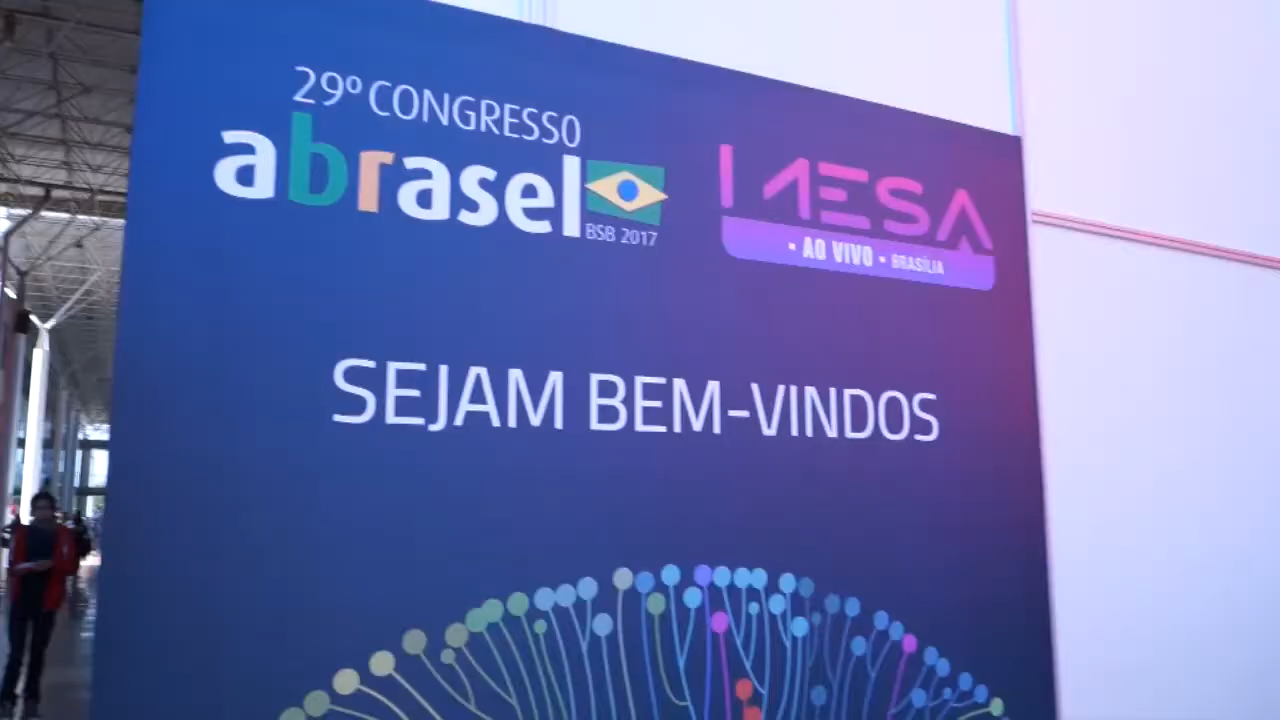 29º CONGRESSO
abrasel
BSB 2017
MESA
• AO VIVO • BRASÍLIA
SEJAM BEM-VINDOS